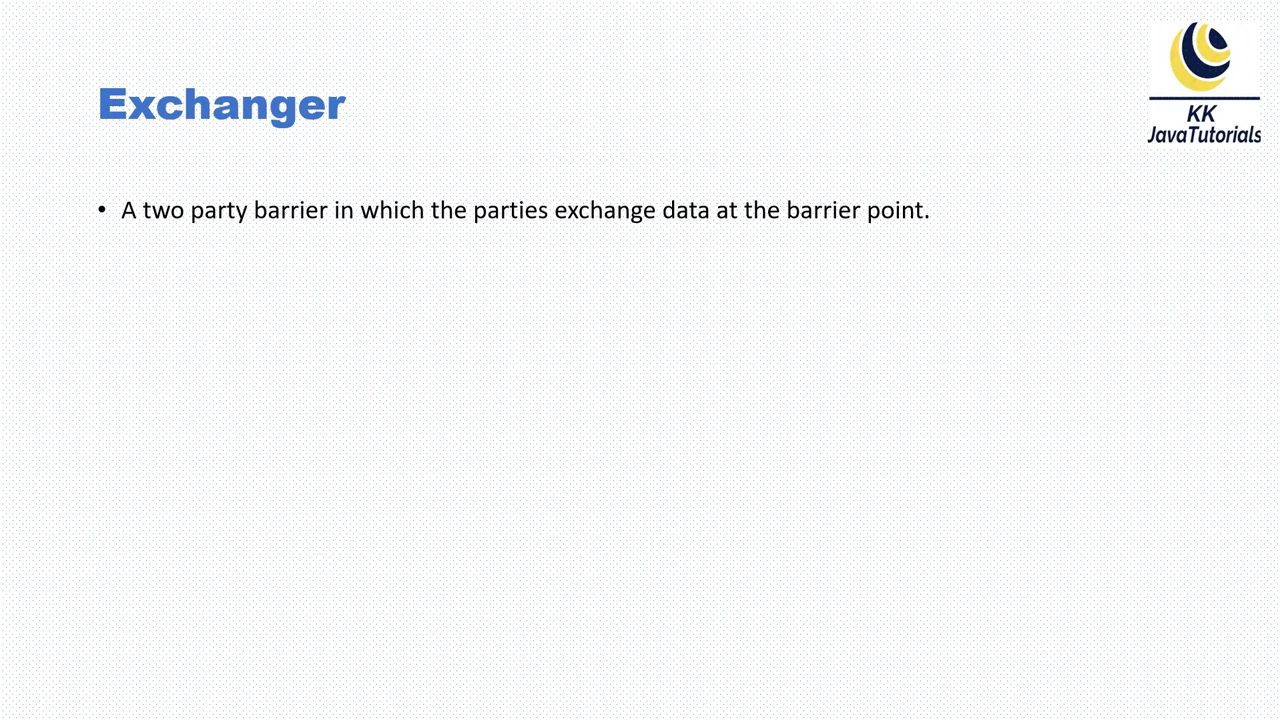 KK
JavaTutorials
Exchanger
• A two party barrier in which the parties exchange data at the barrier point.